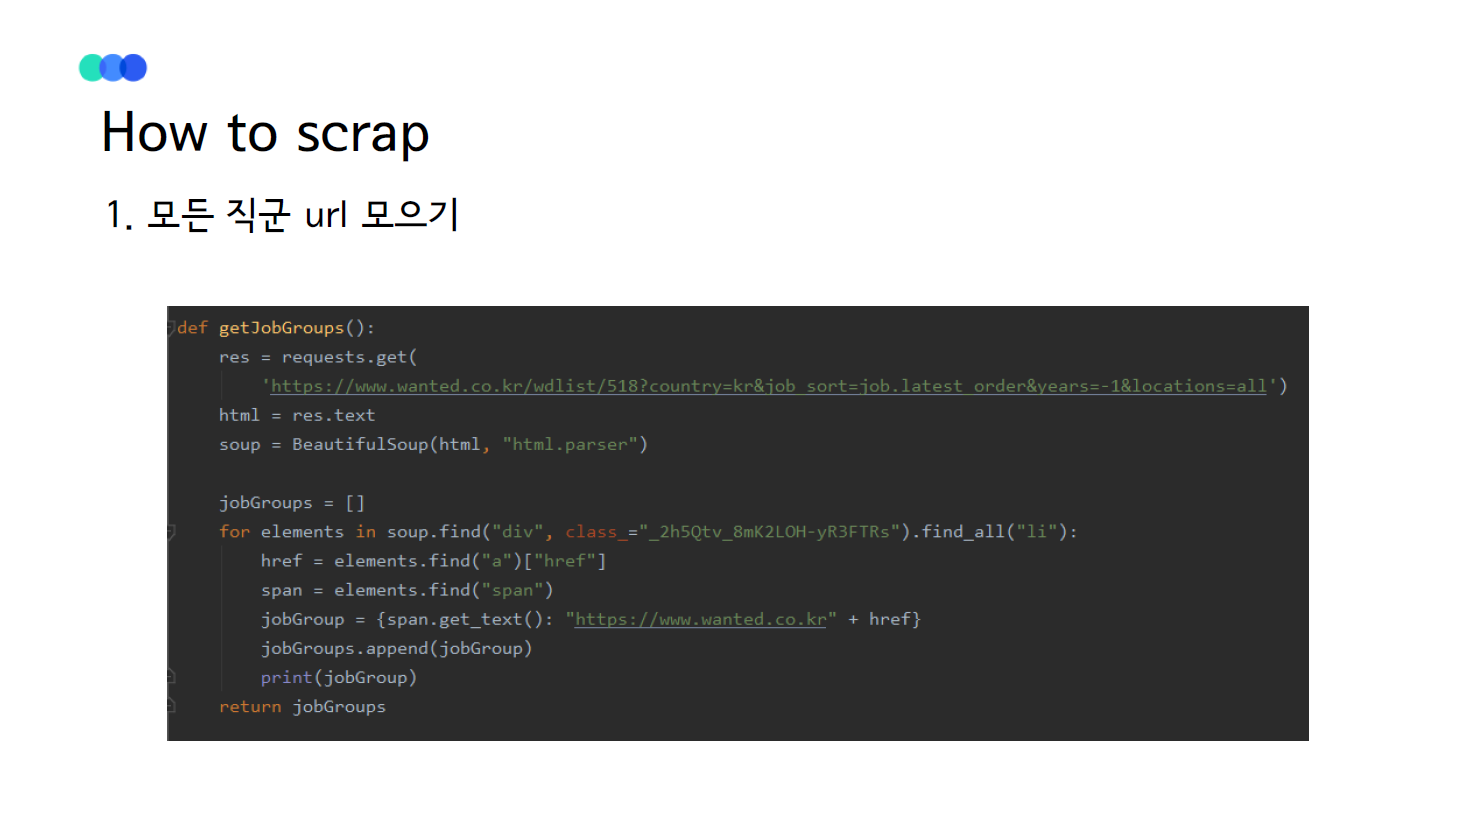 How to scrap
1. 모든 직군 url 모으기
def getJobGroups():
res = requests.get(
'https://www.wanted.co.kr/wdlist/518?country=kr&job_sort=job.latest_order&years=-1&locations=all')
html = res.text
soup = BeautifulSoup(html, "html.parser")
jobGroups = []
for elements in soup.find("div", class_="_2h5Qtv_8mK2LOH-yR3FTRs").find_all("li"):
href = elements.find("a")["href"]
span = elements.find("span")
jobGroup = {span.get_text(): "https://www.wanted.co.kr" + href}
jobGroups.append(jobGroup)
print(jobGroup)
return jobGroups